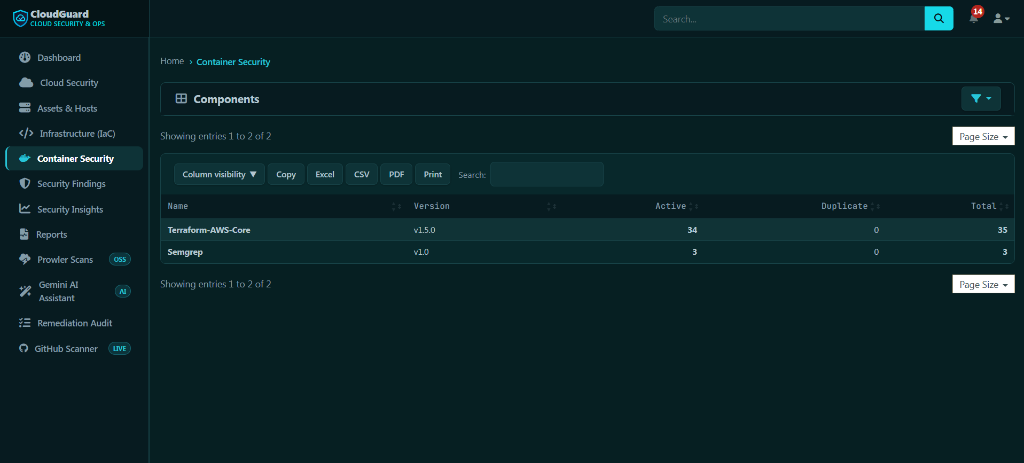 CloudGuard
CLOUD SECURITY & OPS
Search...
14
Dashboard
Cloud Security
Assets & Hosts
Infrastructure (IaC)
Container Security
Security Findings
Security Insights
Reports
Prowler Scans OSS
Gemini AI
Assistant AI
Remediation Audit
GitHub Scanner LIVE
Home › Container Security
Components
Showing entries 1 to 2 of 2
Page Size
Column visibility ▼ Copy Excel CSV PDF Print Search:
Name Version Active Duplicate Total
Terraform-AWS-Core v1.5.0 34 0 35
Semgrep v1.0 3 0 3
Showing entries 1 to 2 of 2
Page Size